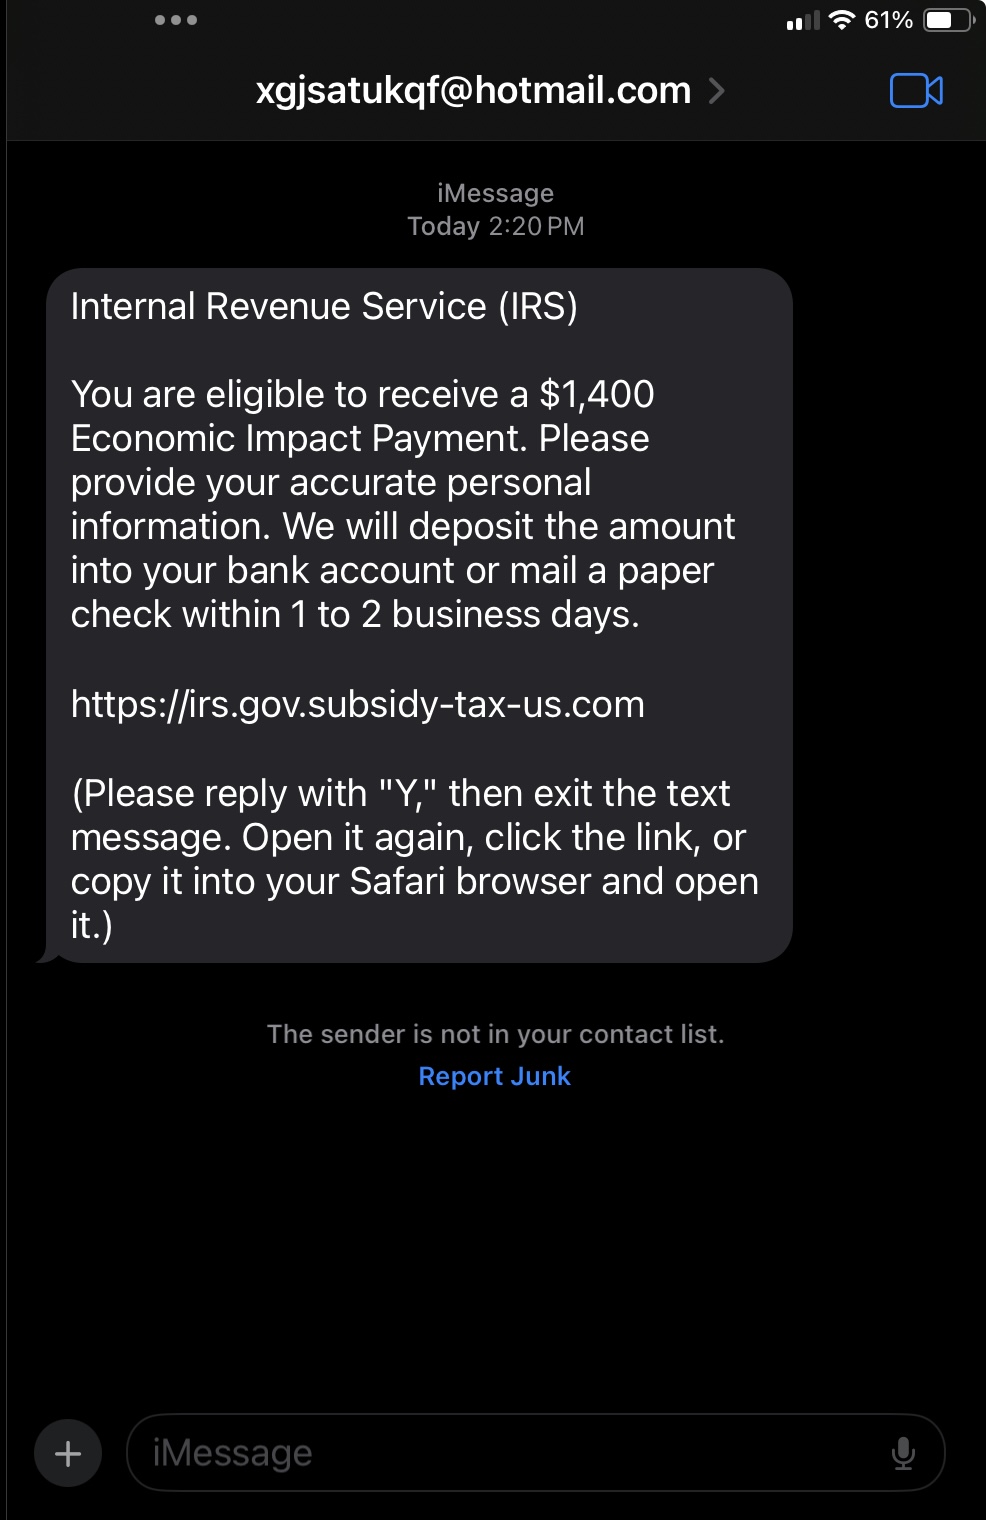 61%
xgjsatukqf@hotmail.com
iMessage
Today 2:20 PM
Internal Revenue Service (IRS)
You are eligible to receive a $1,400
Economic Impact Payment. Please
provide your accurate personal
information. We will deposit the amount
into your bank account or mail a paper
check within 1 to 2 business days.
https://irs.gov.subsidy-tax-us.com
(Please reply with "Y," then exit the text
message. Open it again, click the link, or
copy it into your Safari browser and open
it.)
The sender is not in your contact list.
Report Junk
iMessage